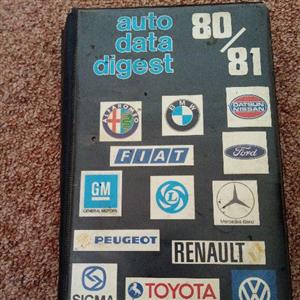 auto
data
digest
80/81
ALFA ROMEO
BMW
DATSUN
NISSAN
FIAT
Ford
GM
GENERAL MOTORS
L
Mercedes-Benz
PEUGEOT
RENAULT
SIGMA
TOYOTA
VW